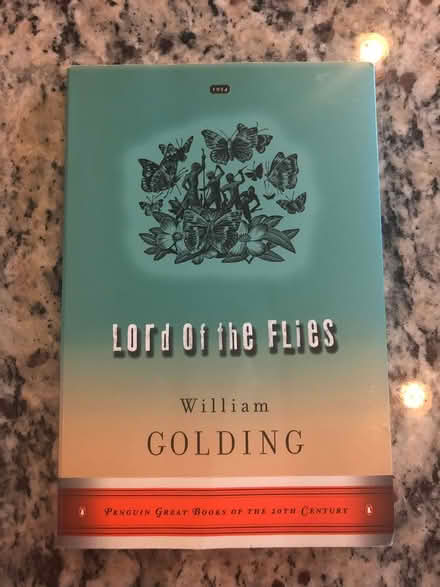 1954
Lord of the Flies
William
GOLDING
PENGUIN GREAT BOOKS OF THE 20TH CENTURY